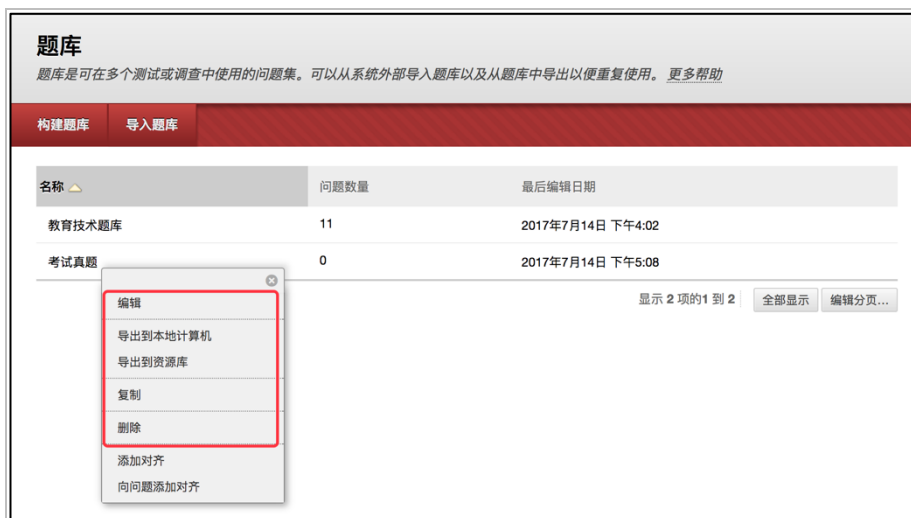 题库
题库是可在多个测试或调查中使用的问题集。可以从系统外部导入题库以及从题库中导出以便重复使用。 更多帮助
构建题库 导入题库
名称 问题数量 最后编辑日期
教育技术题库 11 2017年7月14日 下午4:02
考试真题 0 2017年7月14日 下午5:08
显示 2 项的1 到 2 全部显示 编辑分页...
编辑
导出到本地计算机
导出到资源库
复制
删除
添加对齐
向问题添加对齐